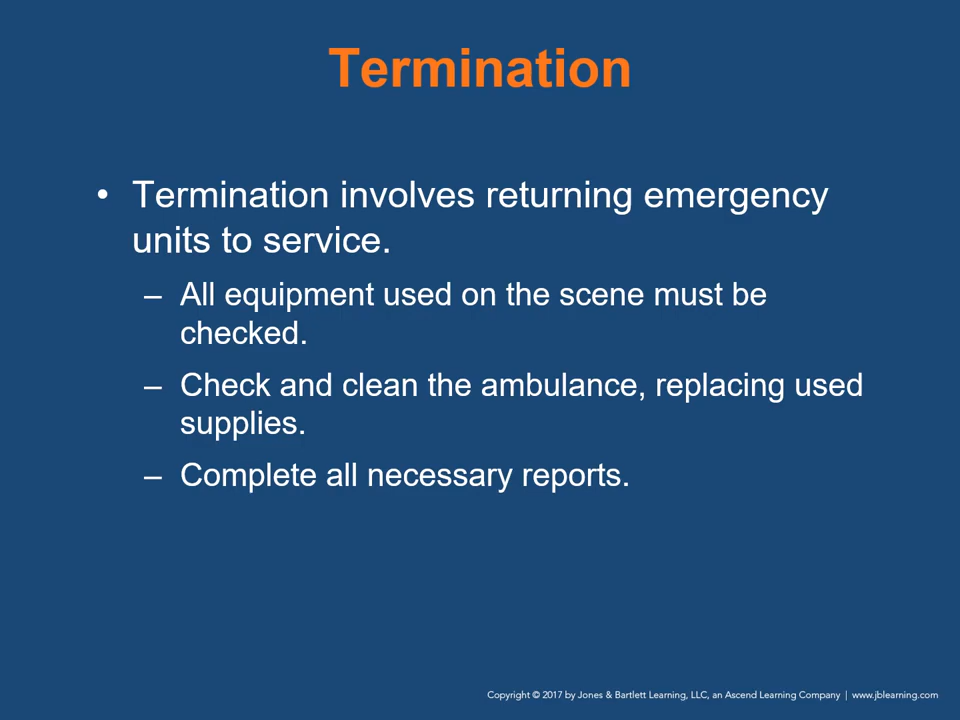 Termination
• Termination involves returning emergency
units to service.
– All equipment used on the scene must be
checked.
– Check and clean the ambulance, replacing used
supplies.
– Complete all necessary reports.
Copyright © 2017 by Jones & Bartlett Learning, LLC, an Ascend Learning Company | www.jblearning.com